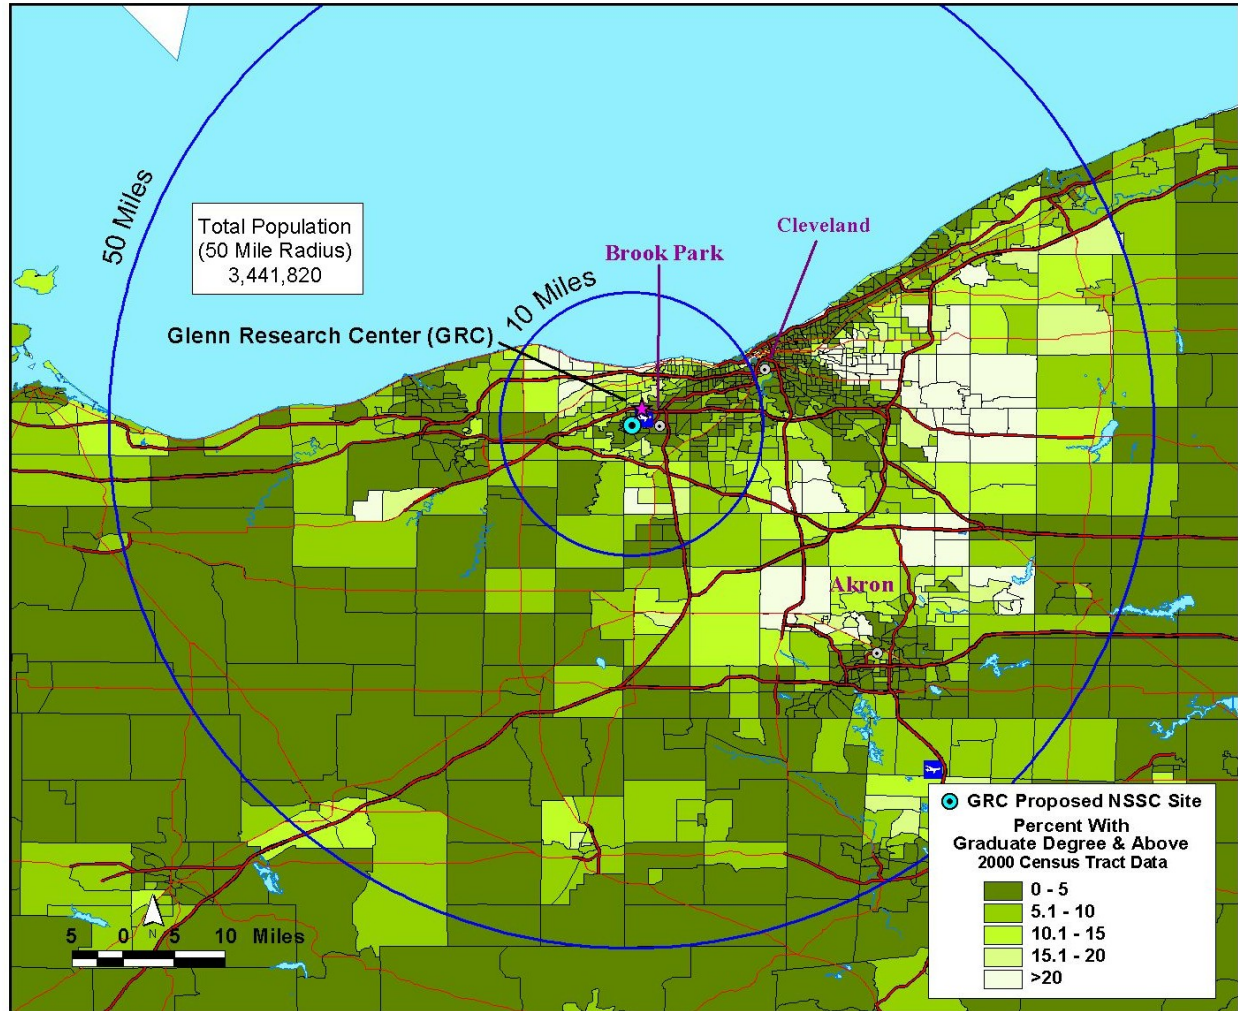 50 Miles
Total Population
(50 Mile Radius)
3,441,820
Cleveland
Brook Park
10 Miles
Glenn Research Center (GRC)
Akron
GRC Proposed NSSC Site
Percent With
Graduate Degree & Above
2000 Census Tract Data
0 - 5
5.1 - 10
10.1 - 15
15.1 - 20
>20
N
5 0 5 10 Miles